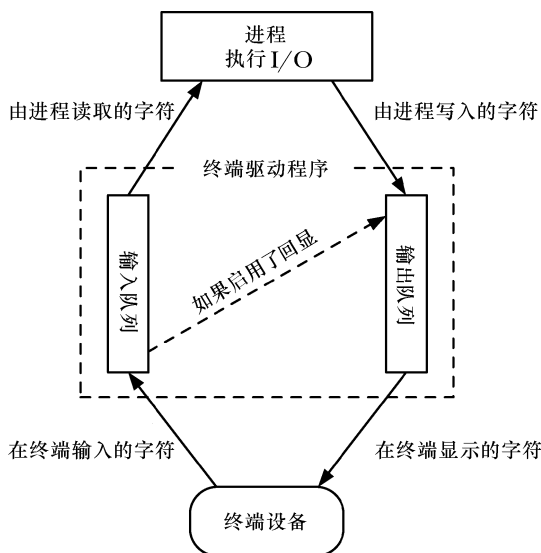 进程
执行I/O
由进程读取的字符
由进程写入的字符
终端驱动程序
输入队列
如果启用了回显
输出队列
在终端输入的字符
在终端显示的字符
终端设备